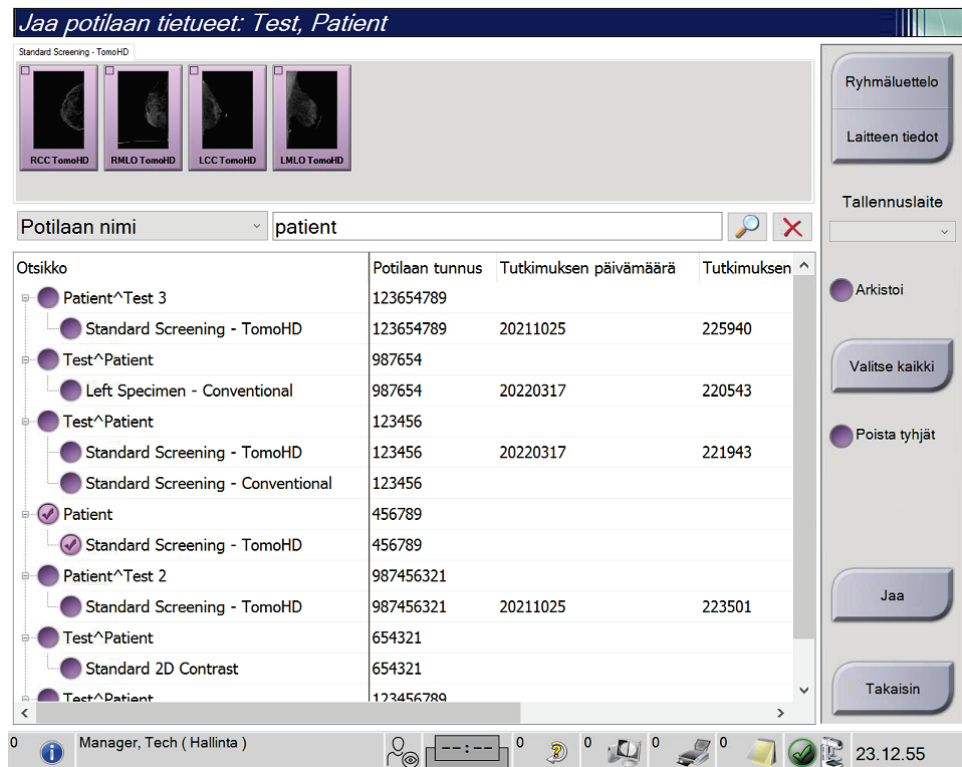 Jaa potilaan tietueet: Test, Patient
Standard Screening - TomoHD
RCC TomoHD RMLO TomoHD LCC TomoHD LMLO TomoHD
Ryhmäluettelo
Laitteen tiedot
Tallennuslaite
Potilaan nimi patient
Otsikko Potilaan tunnus Tutkimuksen päivämäärä Tutkimuksen
Patient^Test 3 123654789
Arkistoi
Standard Screening - TomoHD 123654789 20211025 225940
Test^Patient 987654
Valitse kaikki
Left Specimen - Conventional 987654 20220317 220543
Test^Patient 123456
Poista tyhjät
Standard Screening - TomoHD 123456 20220317 221943
Standard Screening - Conventional 123456
Patient 456789
Standard Screening - TomoHD 456789
Patient^Test 2 987456321
Jaa
Standard Screening - TomoHD 987456321 20211025 223501
Test^Patient 654321
Standard 2D Contrast 654321
Takaisin
Test^Patient 123456789
0 Manager, Tech ( Hallinta ) --:-- 0 0 0 0 23.12.55